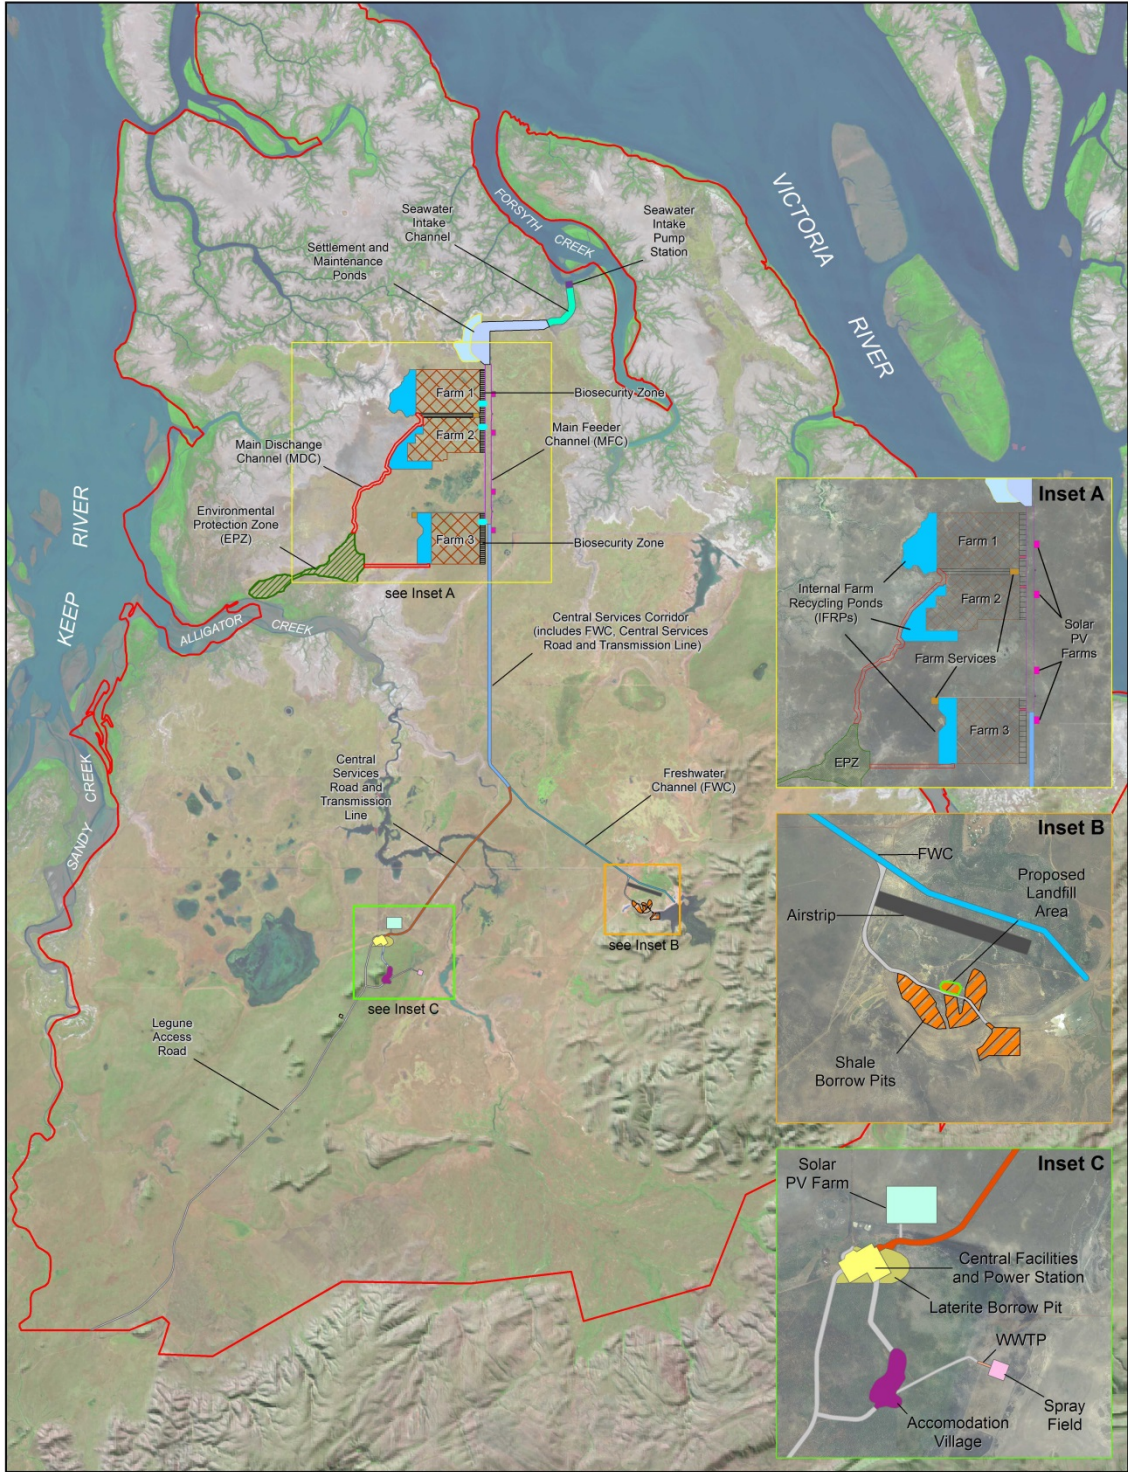 VICTORIA
RIVER
FORSYTH
CREEK
Seawater
Intake
Channel
Seawater
Intake
Pump
Station
Settlement and
Maintenance
Ponds
Farm 1
Biosecurity Zone
Farm 2
Main Feeder
Channel (MFC)
Main Discharge
Channel (MDC)
KEEP
RIVER
Environmental
Protection Zone
(EPZ)
Farm 3
Biosecurity Zone
see Inset A
ALLIGATOR
CREEK
Central Services Corridor
(includes FWC, Central Services
Road and Transmission Line)
Central
Services
Road and
Transmission
Line
Freshwater
Channel (FWC)
SANDY
CREEK
see Inset B
see Inset C
Legune
Access
Road
Inset A
Farm 1
Internal Farm
Recycling Ponds
(IFRPs)
Farm 2
Solar
PV
Farms
Farm Services
Farm 3
EPZ
Inset B
FWC
Proposed
Landfill
Area
Airstrip
Shale
Borrow Pits
Inset C
Solar
PV Farm
Central Facilities
and Power Station
Laterite Borrow Pit
WWTP
Spray
Field
Accomodation
Village